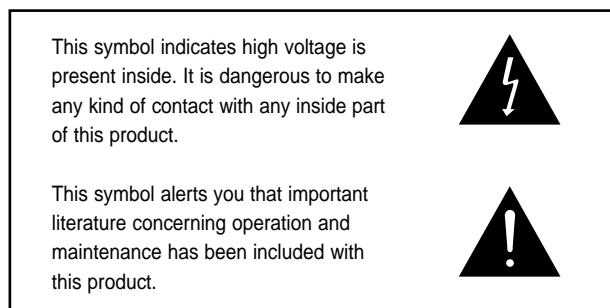 This symbol indicates high voltage is
present inside. It is dangerous to make
any kind of contact with any inside part
of this product.
This symbol alerts you that important
literature concerning operation and
maintenance has been included with
this product.